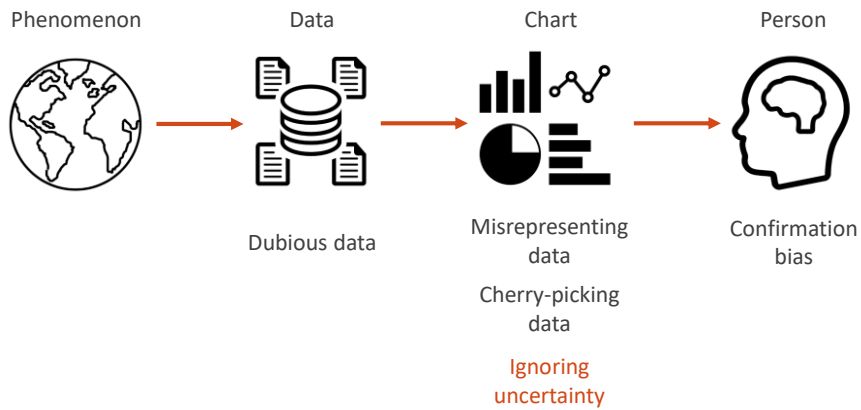 Phenomenon
Data
Chart
Person
Dubious data
Misrepresenting
data
Cherry-picking
data
Ignoring
uncertainty
Confirmation
bias